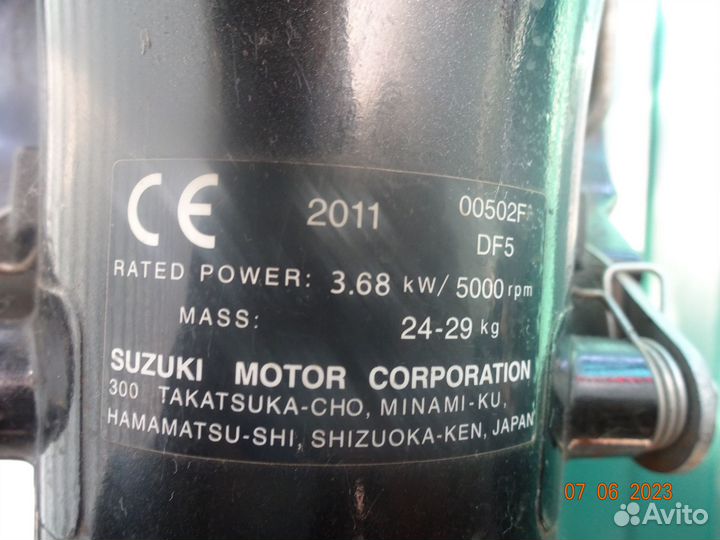 CE 2011 00502F
DF5
RATED POWER: 3.68 kW/5000 rpm
MASS: 24-29 kg
SUZUKI MOTOR CORPORATION
300 TAKATSUKA-CHO, MINAMI-KU,
HAMAMATSU-SHI, SHIZUOKA-KEN, JAPAN
07 06 2023
Avito